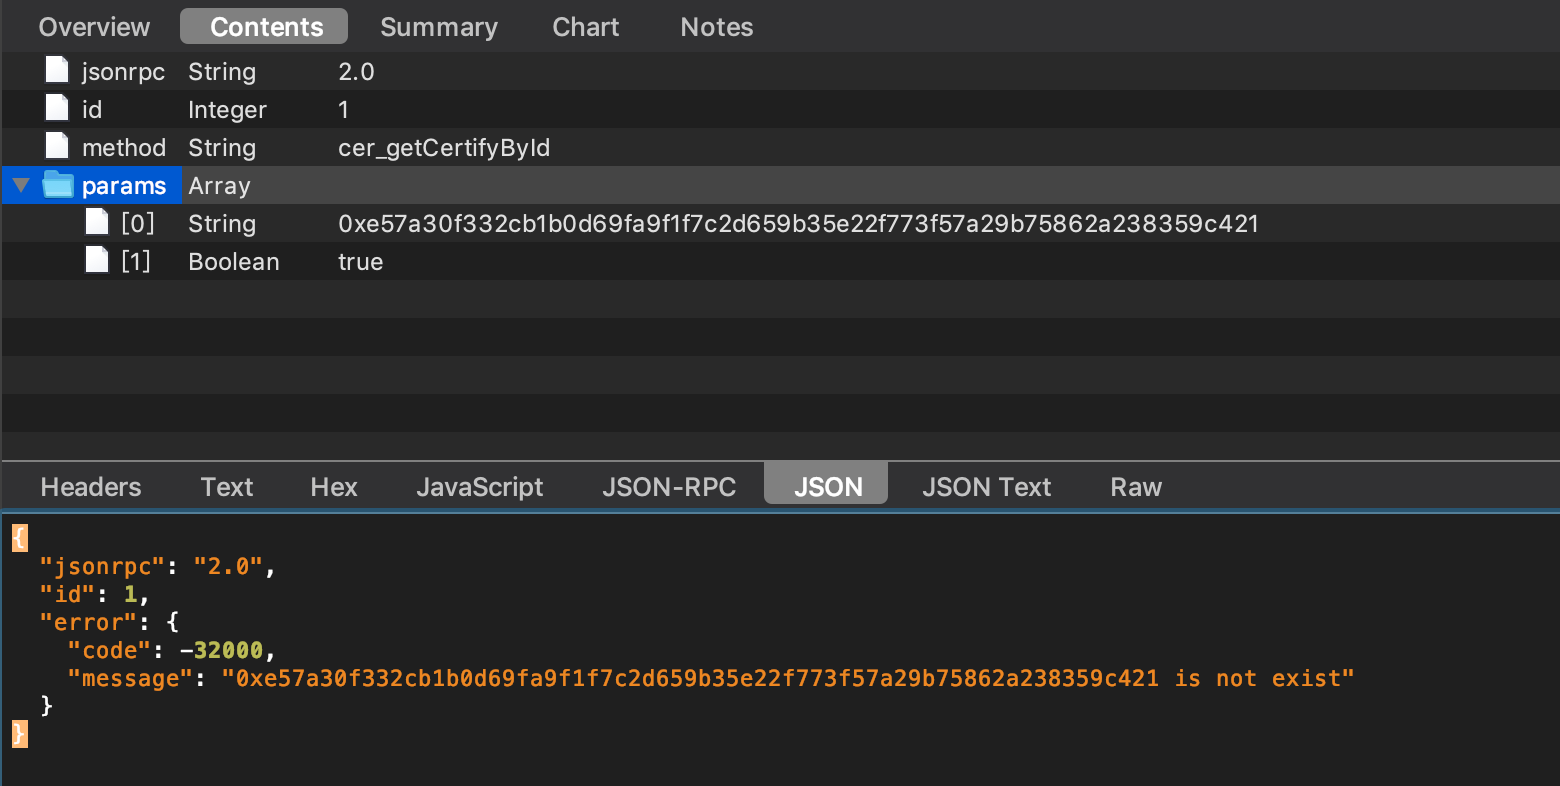 Overview Contents Summary Chart Notes
jsonrpc String 2.0
id Integer 1
method String cer_getCertifyById
params Array
[0] String 0xe57a30f332cb1b0d69fa9f1f7c2d659b35e22f773f57a29b75862a238359c421
[1] Boolean true
Headers Text Hex JavaScript JSON-RPC JSON JSON Text Raw
{
"jsonrpc": "2.0",
"id": 1,
"error": {
"code": -32000,
"message": "0xe57a30f332cb1b0d69fa9f1f7c2d659b35e22f773f57a29b75862a238359c421 is not exist"
}
}